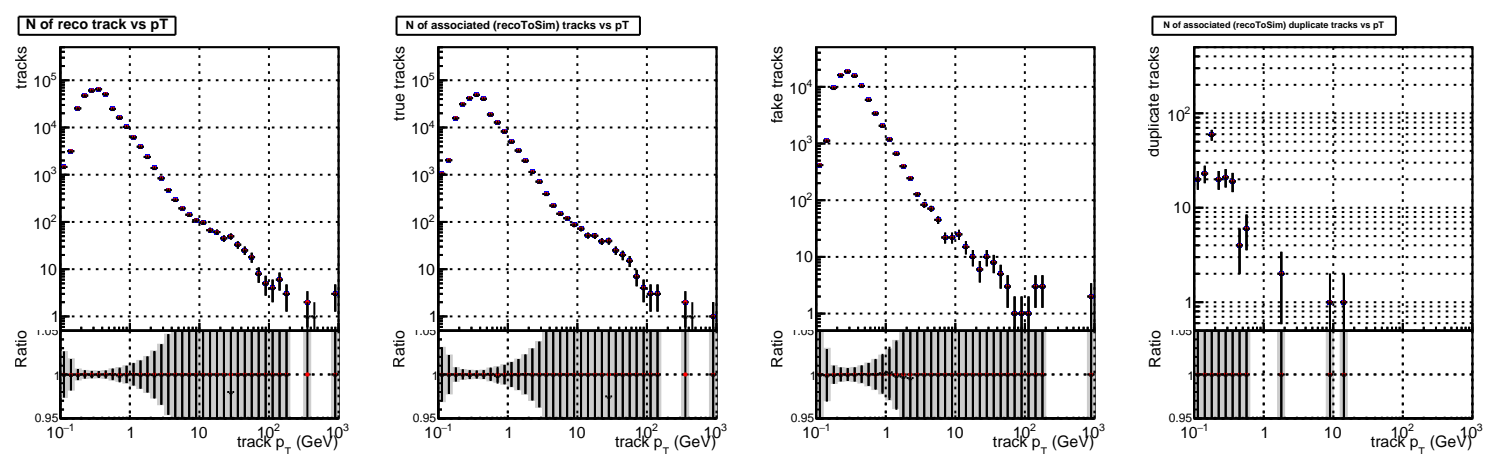 N of reco track vs pT
tracks
10^5
10^4
10^3
10^2
10
1
Ratio
1.05
1
0.95
10^-1 1 10 10^2 10^3
track p_T (GeV)
N of associated (recoToSim) tracks vs pT
true tracks
10^5
10^4
10^3
10^2
10
1
Ratio
1.05
1
0.95
10^-1 1 10 10^2 10^3
track p_T (GeV)
fake tracks
10^4
10^3
10^2
10
1
Ratio
1.05
1
0.95
10^-1 1 10 10^2 10^3
track p_T (GeV)
N of associated (recoToSim) duplicate tracks vs pT
duplicate tracks
10^2
10
1
Ratio
1.05
1
0.95
10^-1 1 10 10^2 10^3
track p_T (GeV)